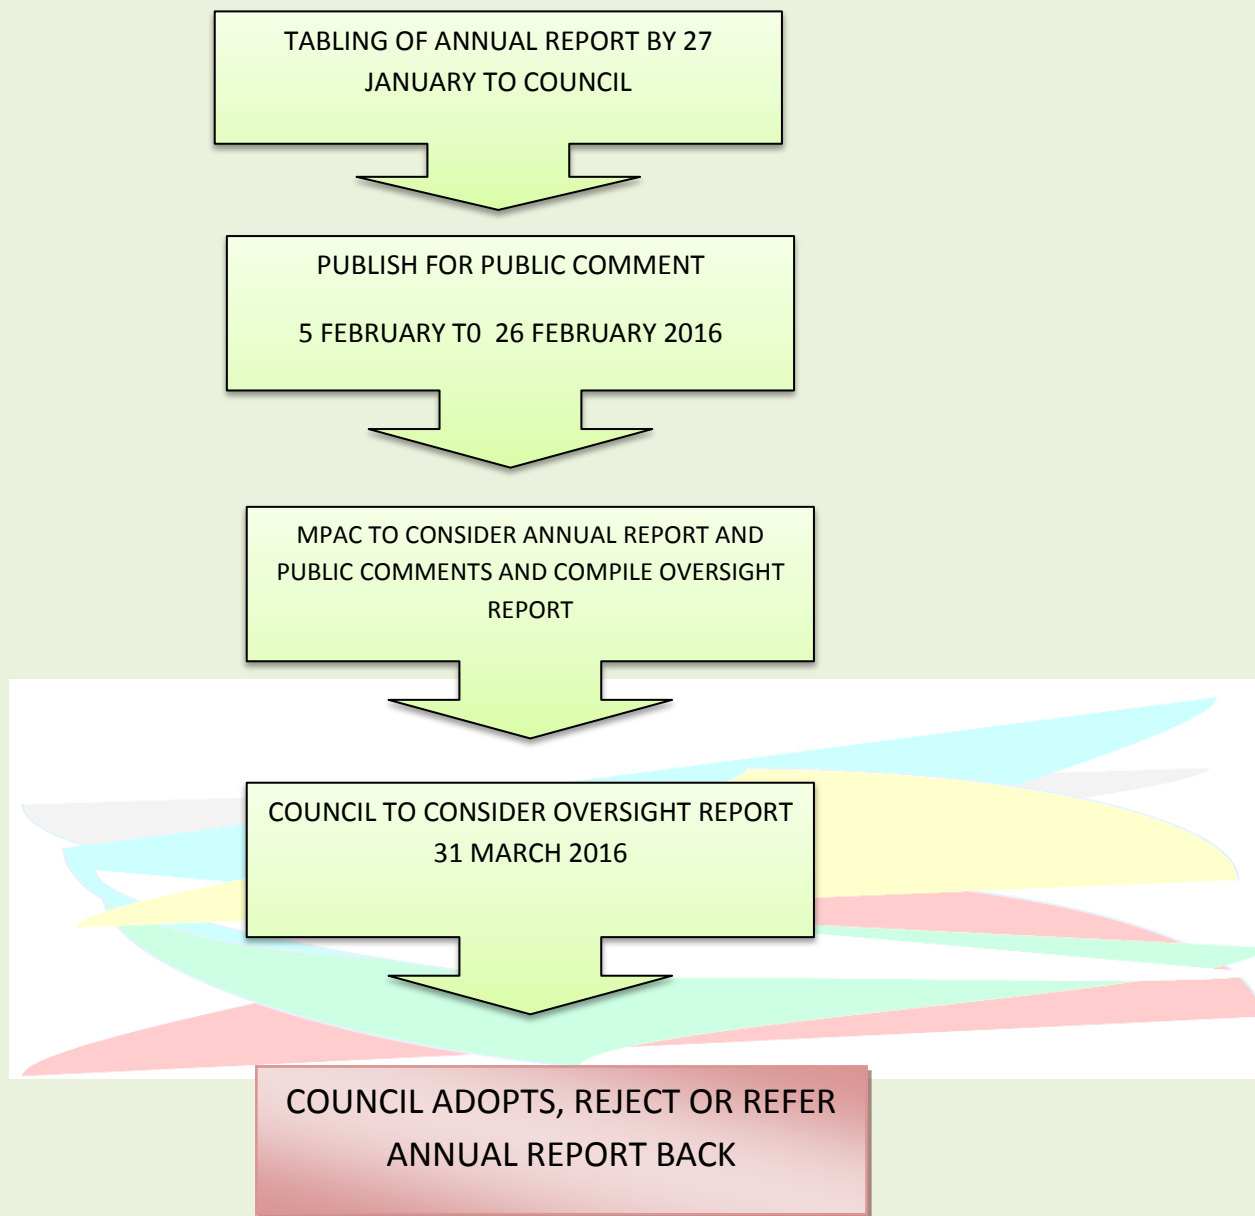 TABLING OF ANNUAL REPORT BY 27
JANUARY TO COUNCIL
PUBLISH FOR PUBLIC COMMENT
5 FEBRUARY T0 26 FEBRUARY 2016
MPAC TO CONSIDER ANNUAL REPORT AND
PUBLIC COMMENTS AND COMPILE OVERSIGHT
REPORT
COUNCIL TO CONSIDER OVERSIGHT REPORT
31 MARCH 2016
COUNCIL ADOPTS, REJECT OR REFER
ANNUAL REPORT BACK